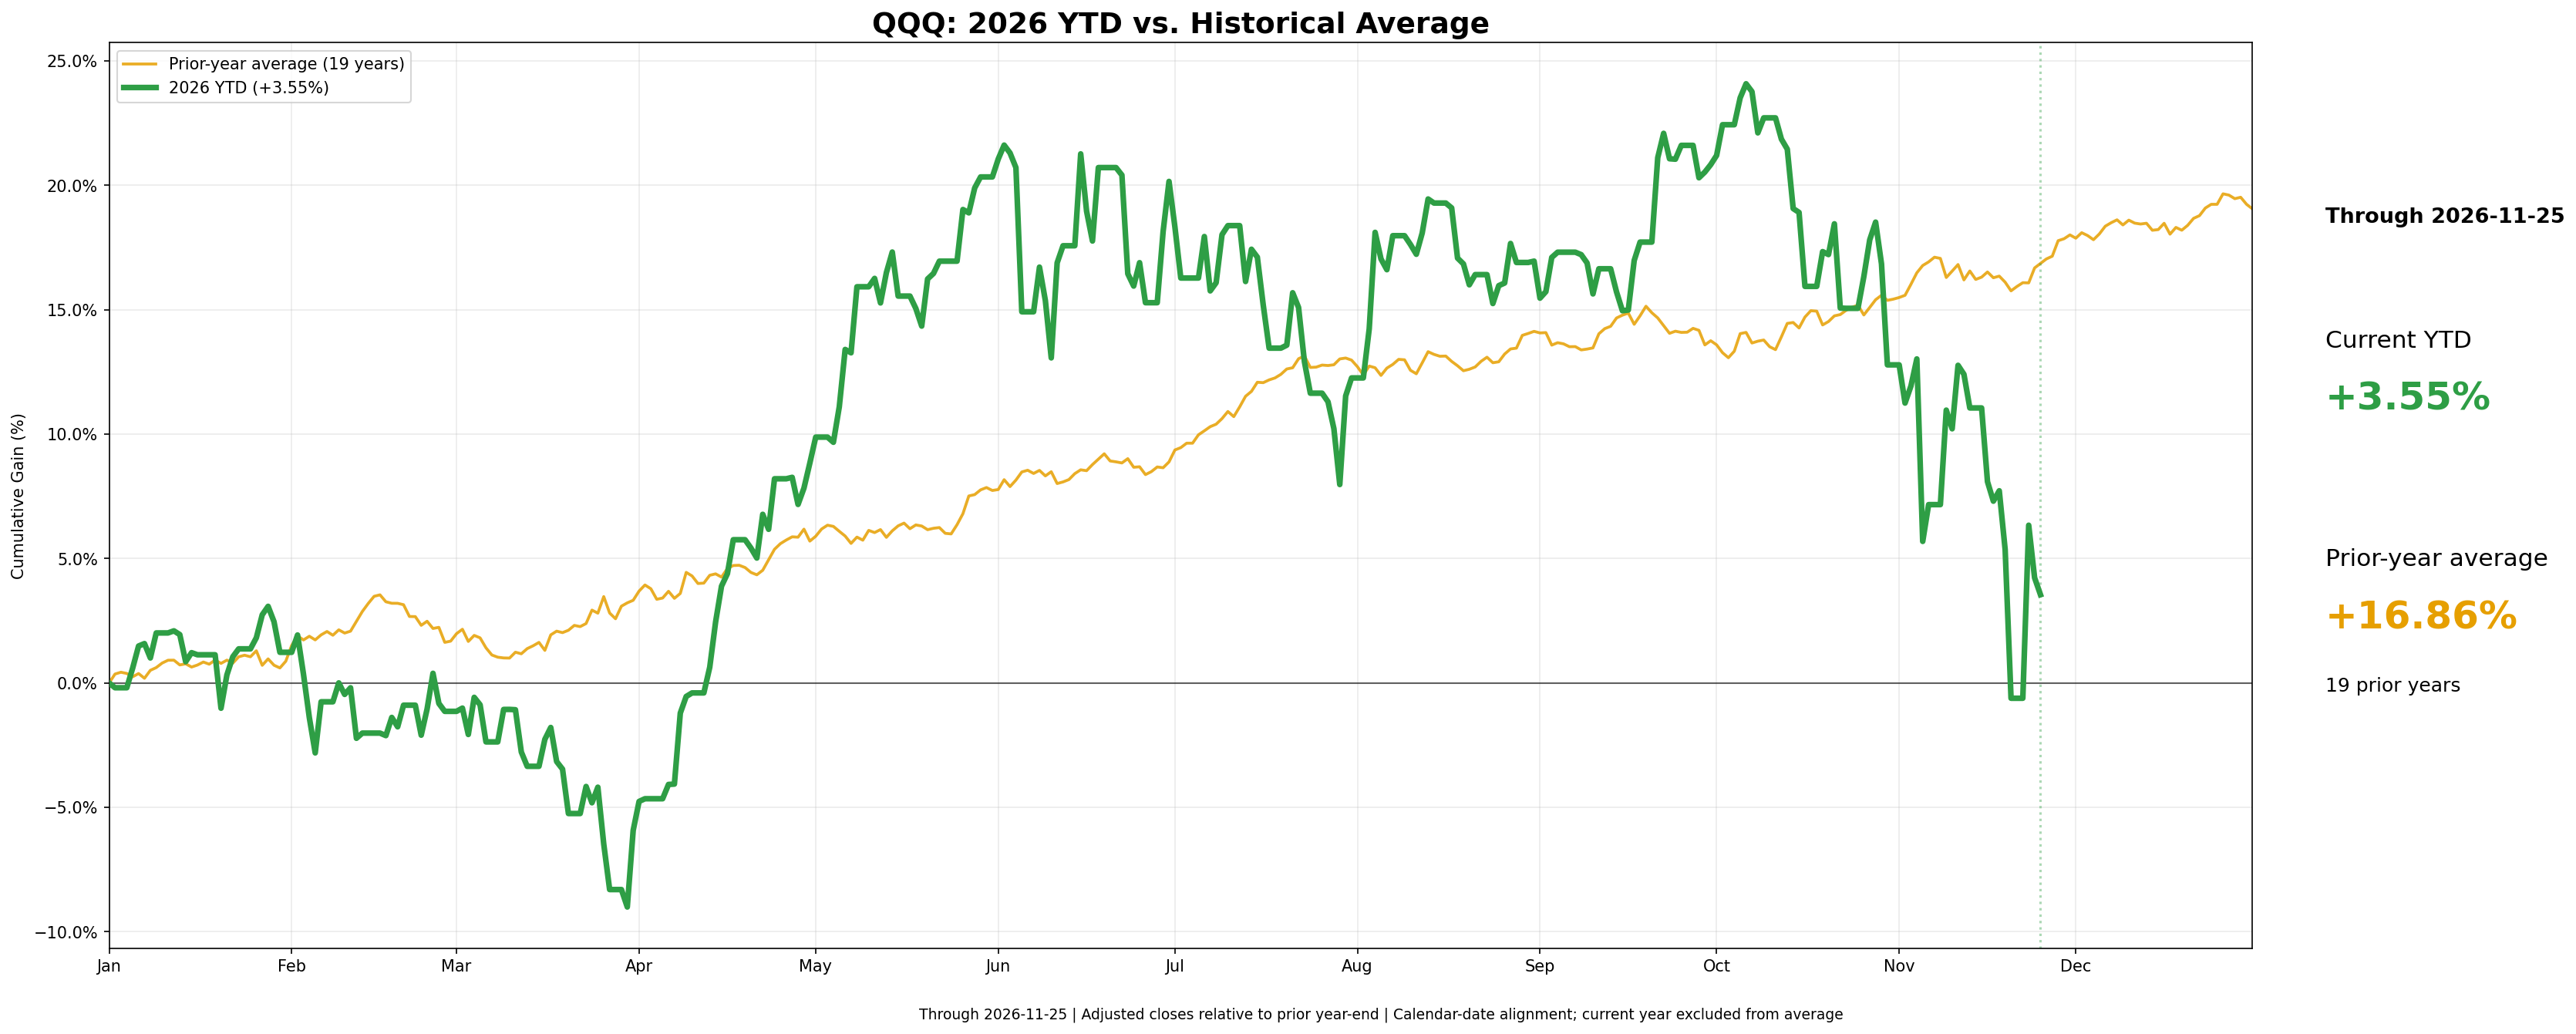 QQQ: 2026 YTD vs. Historical Average
Prior-year average (19 years)
2026 YTD (+3.55%)
Cumulative Gain (%)
25.0%
20.0%
15.0%
10.0%
5.0%
0.0%
−5.0%
−10.0%
Jan Feb Mar Apr May Jun Jul Aug Sep Oct Nov Dec
Through 2026-11-25
Current YTD
+3.55%
Prior-year average
+16.86%
19 prior years
Through 2026-11-25 | Adjusted closes relative to prior year-end | Calendar-date alignment; current year excluded from average